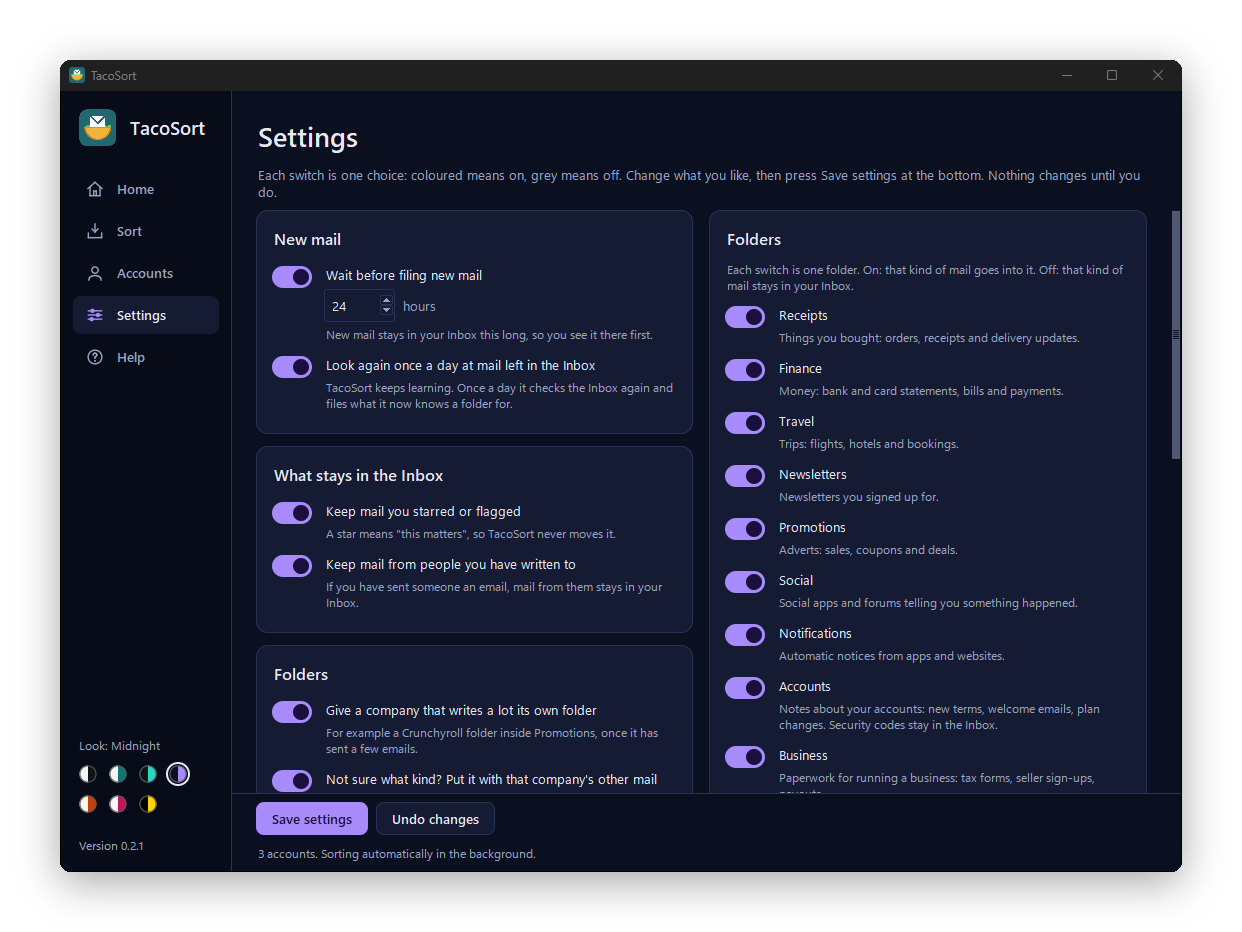 TacoSort
TacoSort
Home
Sort
Accounts
Settings
Help
Look: Midnight
Version 0.2.1
Settings
Each switch is one choice: coloured means on, grey means off. Change what you like, then press Save settings at the bottom. Nothing changes until you
do.
New mail
Wait before filing new mail
24 hours
New mail stays in your Inbox this long, so you see it there first.
Look again once a day at mail left in the Inbox
TacoSort keeps learning. Once a day it checks the Inbox again and
files what it now knows a folder for.
What stays in the Inbox
Keep mail you starred or flagged
A star means "this matters", so TacoSort never moves it.
Keep mail from people you have written to
If you have sent someone an email, mail from them stays in your
Inbox.
Folders
Give a company that writes a lot its own folder
For example a Crunchyroll folder inside Promotions, once it has
sent a few emails.
Not sure what kind? Put it with that company's other mail
Folders
Each switch is one folder. On: that kind of mail goes into it. Off: that kind of
mail stays in your Inbox.
Receipts
Things you bought: orders, receipts and delivery updates.
Finance
Money: bank and card statements, bills and payments.
Travel
Trips: flights, hotels and bookings.
Newsletters
Newsletters you signed up for.
Promotions
Adverts: sales, coupons and deals.
Social
Social apps and forums telling you something happened.
Notifications
Automatic notices from apps and websites.
Accounts
Notes about your accounts: new terms, welcome emails, plan
changes. Security codes stay in the Inbox.
Business
Paperwork for running a business: tax forms, seller sign-ups,
Save settings
Undo changes
3 accounts. Sorting automatically in the background.